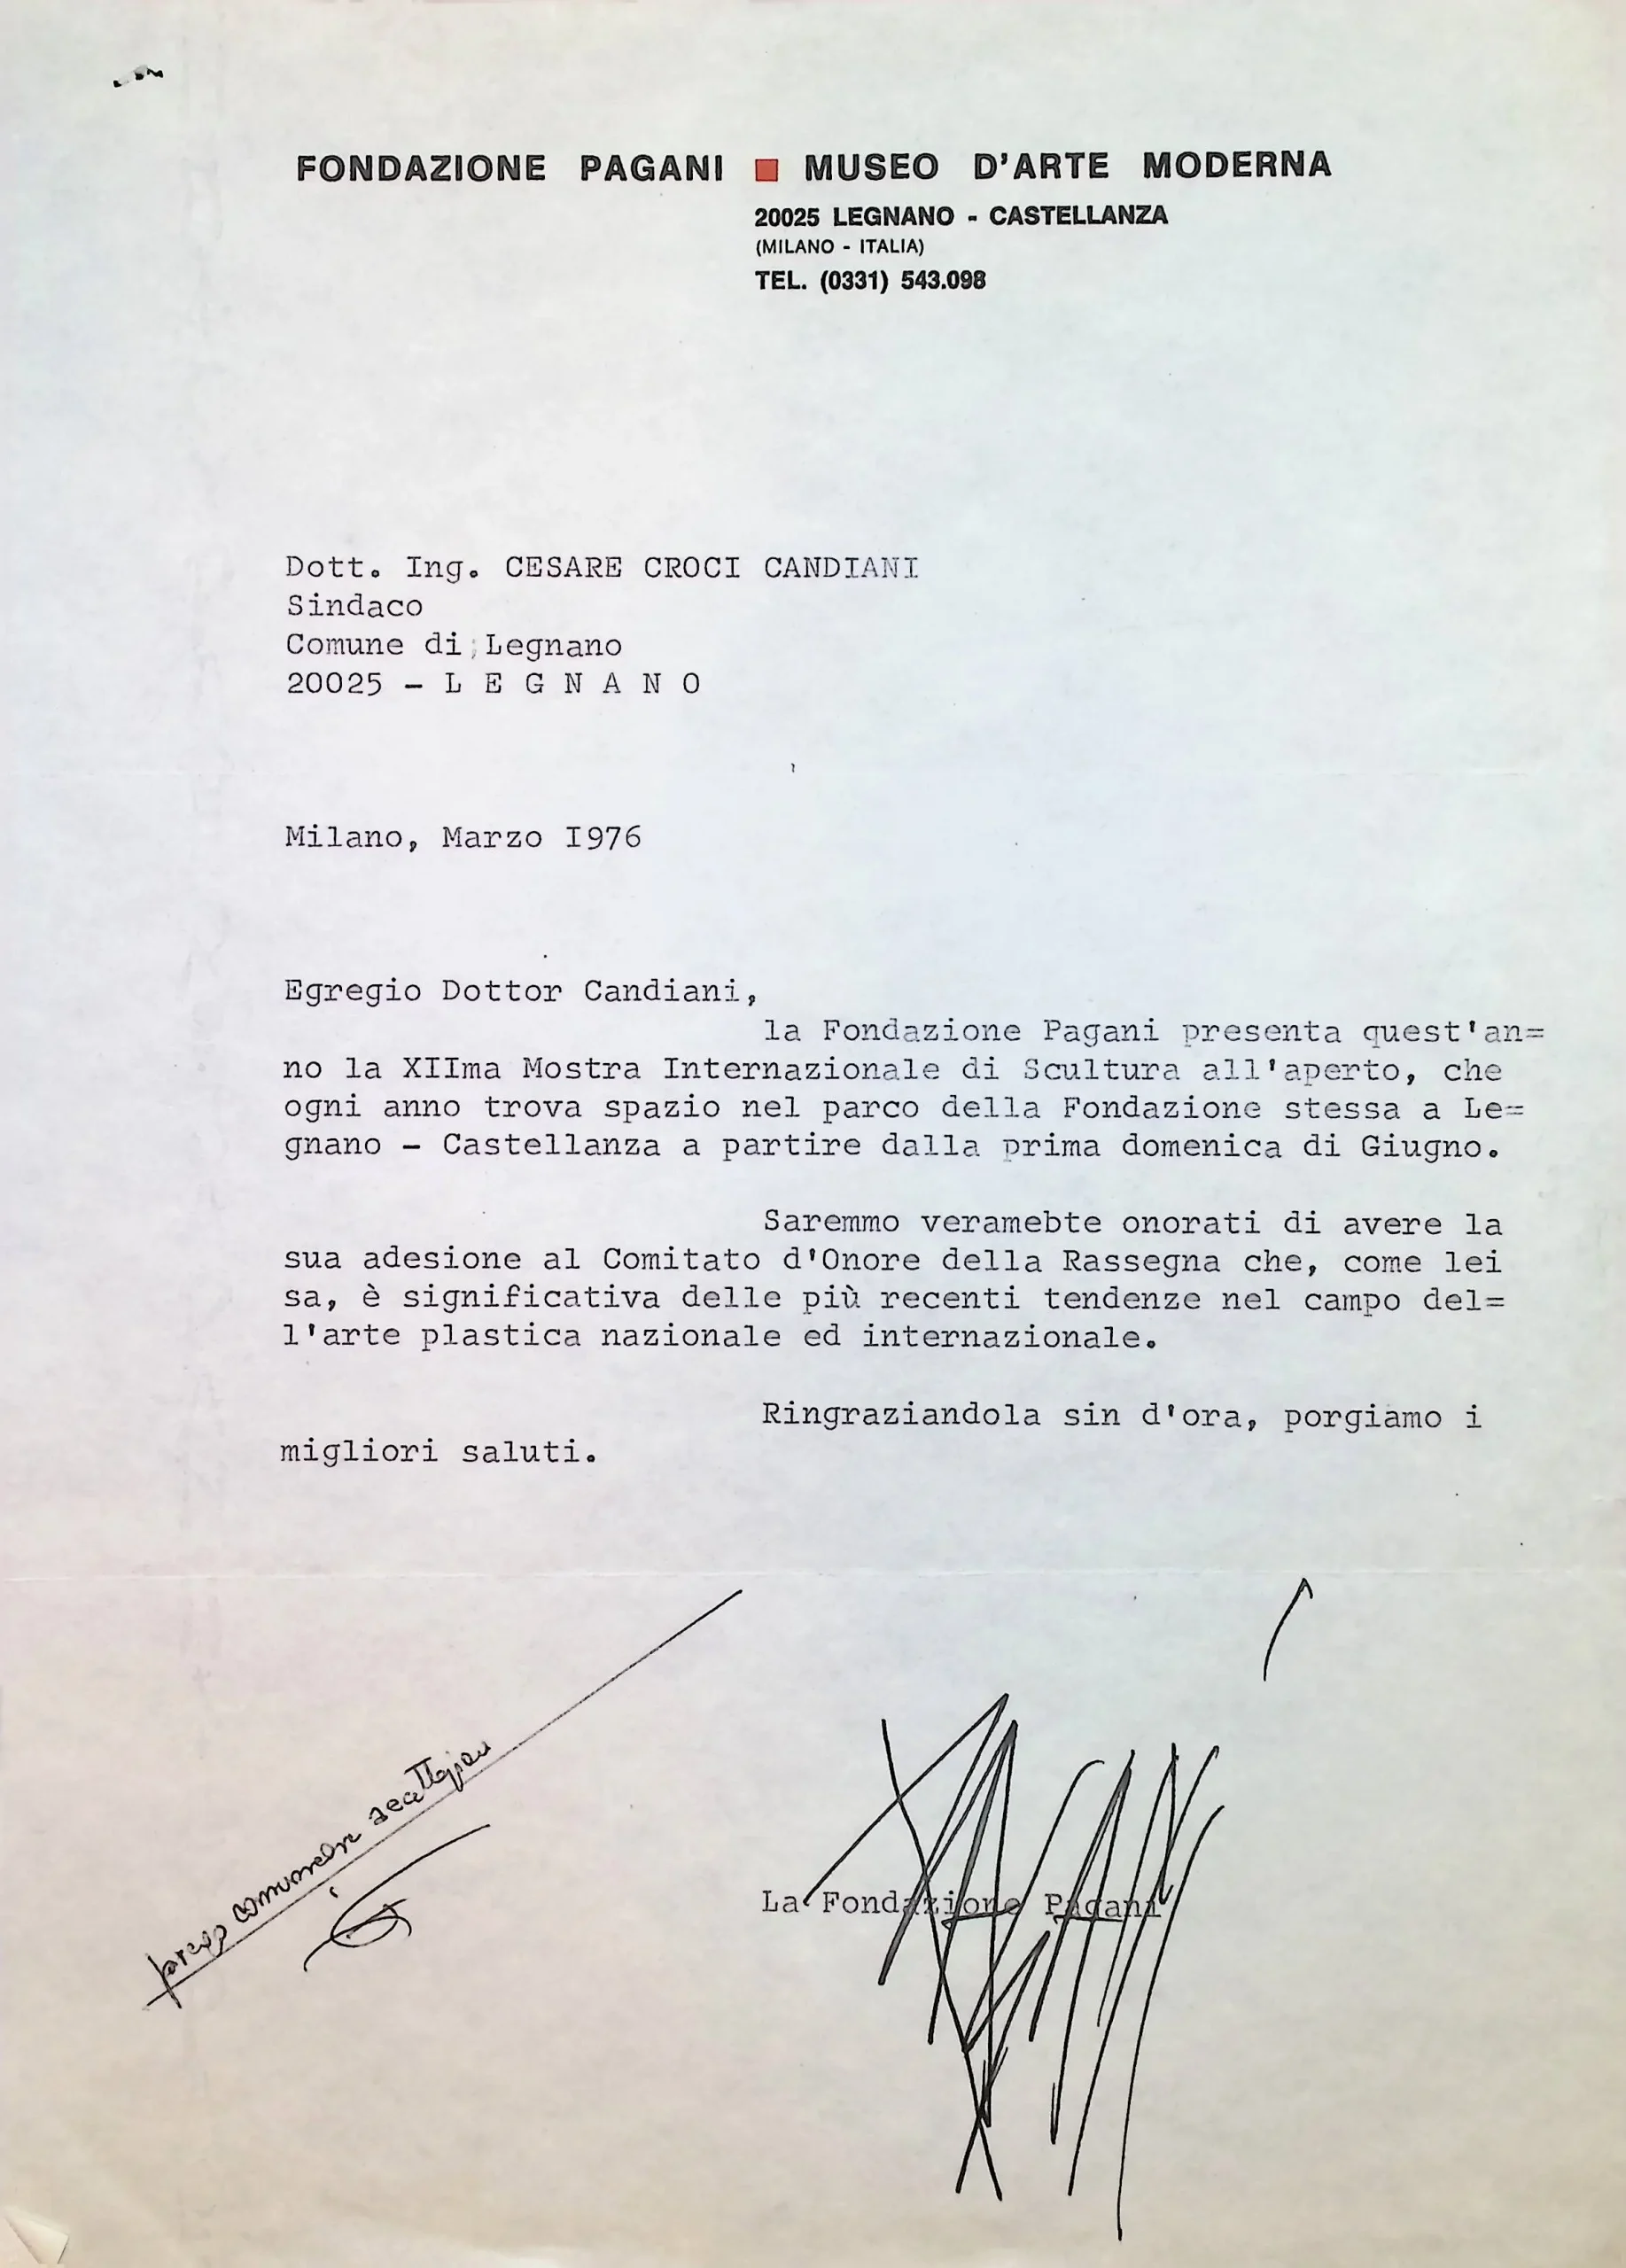 FONDAZIONE PAGANI MUSEO D'ARTE MODERNA
20025 LEGNANO - CASTELLANZA
(MILANO - ITALIA)
TEL. (0331) 543.098
Dott. Ing. CESARE CROCI CANDIANI
Sindaco
Comune di Legnano
20025 - L E G N A N O
Milano, Marzo I976
Egregio Dottor Candiani,
la Fondazione Pagani presenta quest'an=
no la XIIma Mostra Internazionale di Scultura all'aperto, che
ogni anno trova spazio nel parco della Fondazione stessa a Le=
gnano - Castellanza a partire dalla prima domenica di Giugno.
Saremmo veramebte onorati di avere la
sua adesione al Comitato d'Onore della Rassegna che, come lei
sa, è significativa delle più recenti tendenze nel campo del=
l'arte plastica nazionale ed internazionale.
Ringraziandola sin d'ora, porgiamo i
migliori saluti.
prego comunicare accettazione
La Fondazione Pagani